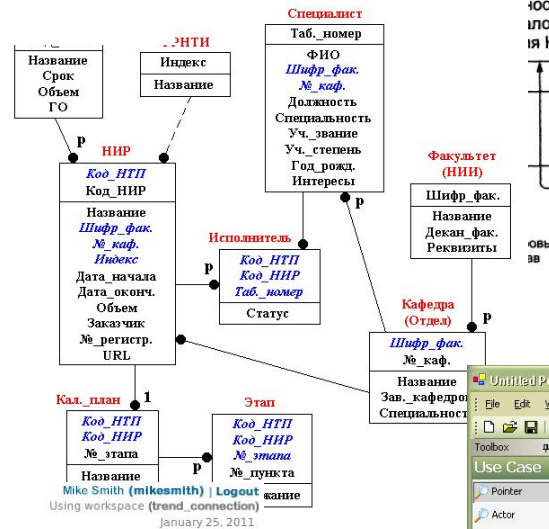 Название
Срок
Объем
ГО
РНТИ
Индекс
Название
Специалист
Таб._номер
ФИО
Шифр_фак.
№_каф.
Должность
Специальность
Уч._звание
Уч._степень
Год_рожд.
Интересы
р
НИР
Код_НТП
Код_НИР
Название
Шифр_фак.
№_каф.
Индекс
Дата_начала
Дата_оконч.
Объем
Заказчик
№_регистр.
URL
р
Исполнитель
Код_НТП
Код_НИР
Таб._номер
Статус
р
Факультет
(НИИ)
Шифр_фак.
Название
Декан_фак.
Реквизиты
р
Кафедра
(Отдел)
Шифр_фак.
№_каф.
Название
Зав._кафедро
Специальност
1
Кал._план
Код_НТП
Код_НИР
№_этапа
Название
р
Этап
Код_НТП
Код_НИР
№_этапа
№_пункта
жание
Mike Smith (mikesmith) | Logout
Using workspace (trend_connection)
January 25, 2011
Untitled P
File Edit
Toolbox
Use Case
Pointer
Actor